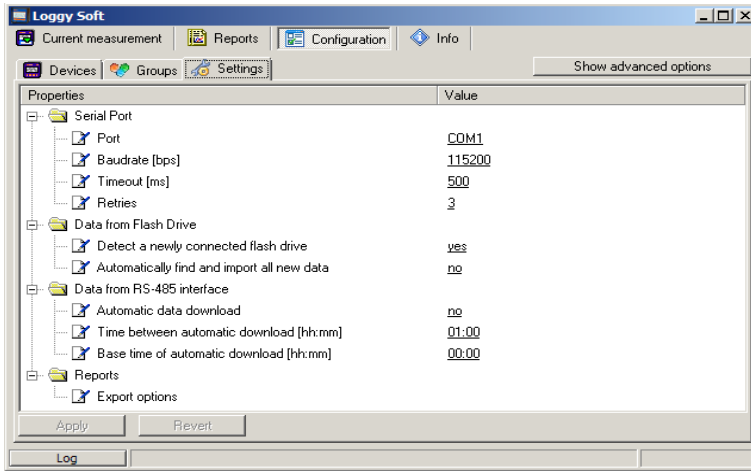 Loggy Soft
Current measurement Reports Configuration Info
Devices Groups Settings Show advanced options
Properties Value
Serial Port
Port COM1
Baudrate [bps] 115200
Timeout [ms] 500
Retries 3
Data from Flash Drive
Detect a newly connected flash drive yes
Automatically find and import all new data no
Data from RS-485 interface
Automatic data download no
Time between automatic download [hh:mm] 01:00
Base time of automatic download [hh:mm] 00:00
Reports
Export options
Apply Revert
Log